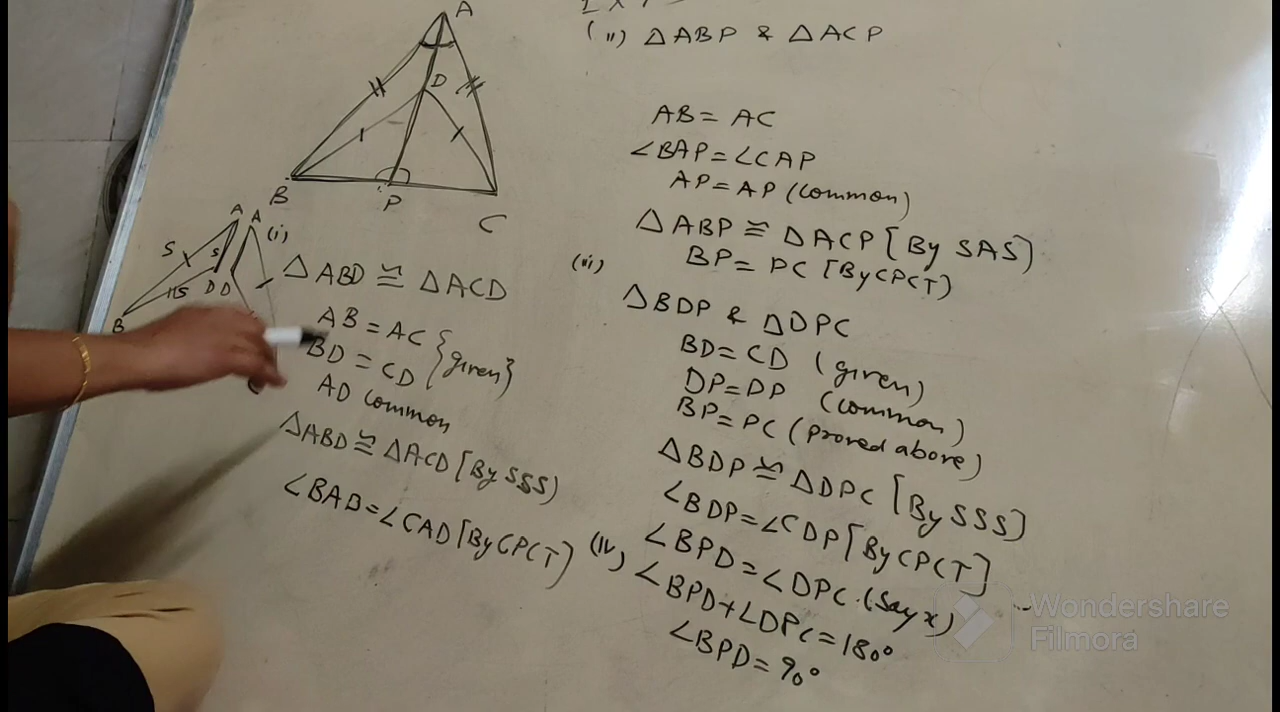 A
D
B
P
C
A A
S
S
(i)
D D
11S
B
△ABD ≅ △ACD
AB = AC
BD = CD {given}
AD common
△ABD ≅ △ACD [By SSS)
∠BAD = ∠CAD [By CPCT)
(ii) △ABP & △ACP
AB = AC
∠BAP = ∠CAP
AP = AP (common)
△ABP ≅ △ACP [By SAS)
BP = PC [By CPCT)
(iii)
△BDP & △DPC
BD = CD (given)
DP = DP (common)
BP = PC (Proved above)
△BDP ≅ △DPC [By SSS]
∠BDP = ∠CDP [By CPCT]
(iv) ∠BPD = ∠DPC (Say x)
∠BPD + ∠DPC = 180°
∠BPD = 90°
Wondershare
Filmora